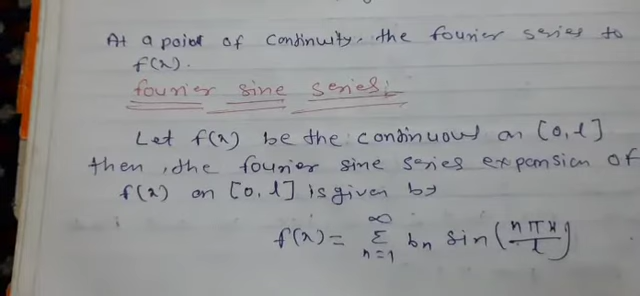 At a point of continuity, the fourier series to
f(x).
fourier sine series:
Let f(x) be the continuous on [0, l]
then, the fourier sine series expansion of
f(x) on [0, l] is given by
f(x) = ∞ Σ n=1 bn sin (nπx/l)